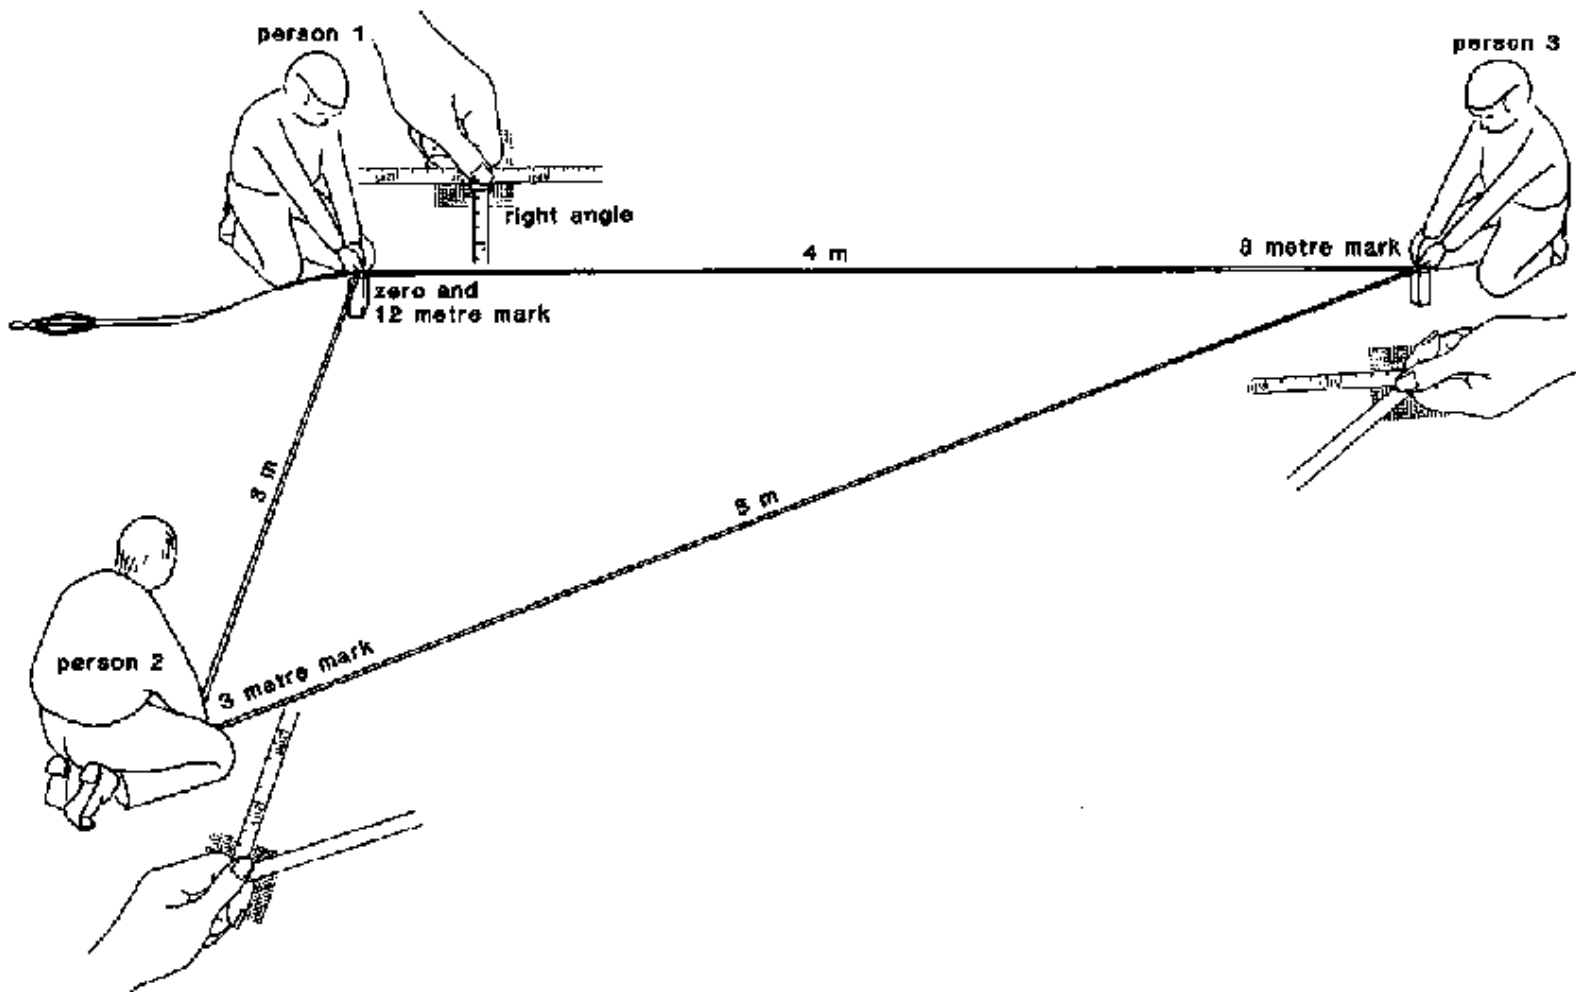 person 1
person 3
right angle
4 m
8 metre mark
zero and
12 metre mark
3 m
5 m
person 2
3 metre mark